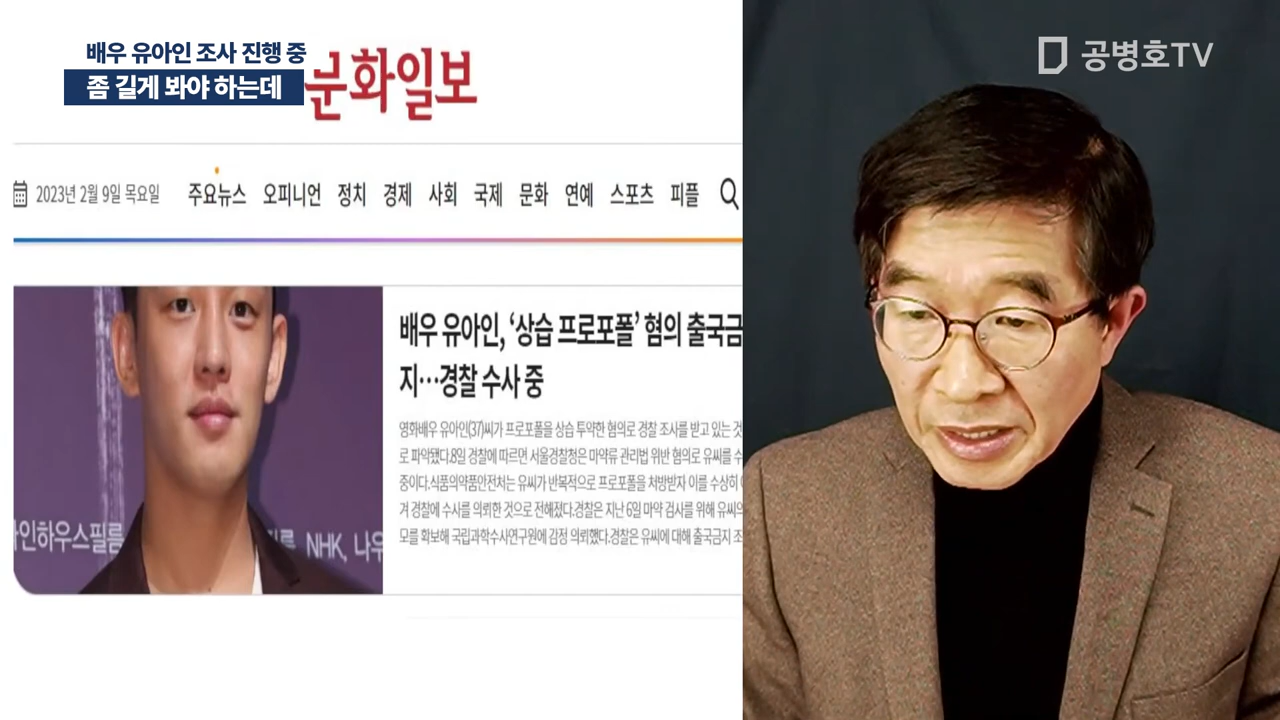 배우 유아인 조사 진행 중
좀 길게 봐야 하는데
문화일보
공병호TV
2023년 2월 9일 목요일 주요뉴스 오피니언 정치 경제 사회 국제 문화 연예 스포츠 피플
배우 유아인, ‘상습 프로포폴’ 혐의 출국금
지…경찰 수사 중
영화배우 유아인(37)씨가 프로포폴을 상습 투약한 혐의로 경찰 조사를 받고 있는 것
로 파악됐다.8일 경찰에 따르면 서울경찰청은 마약류 관리법 위반 혐의로 유씨를 수
중이다.식품의약품안전처는 유씨가 반복적으로 프로포폴을 처방받자 이를 수상히 여
겨 경찰에 수사를 의뢰한 것으로 전해졌다.경찰은 지난 6일 마약 검사를 위해 유씨의
모를 확보해 국립과학수사연구원에 감정 의뢰했다.경찰은 유씨에 대해 출국금지 조
인하우스필름
NHK, 나우